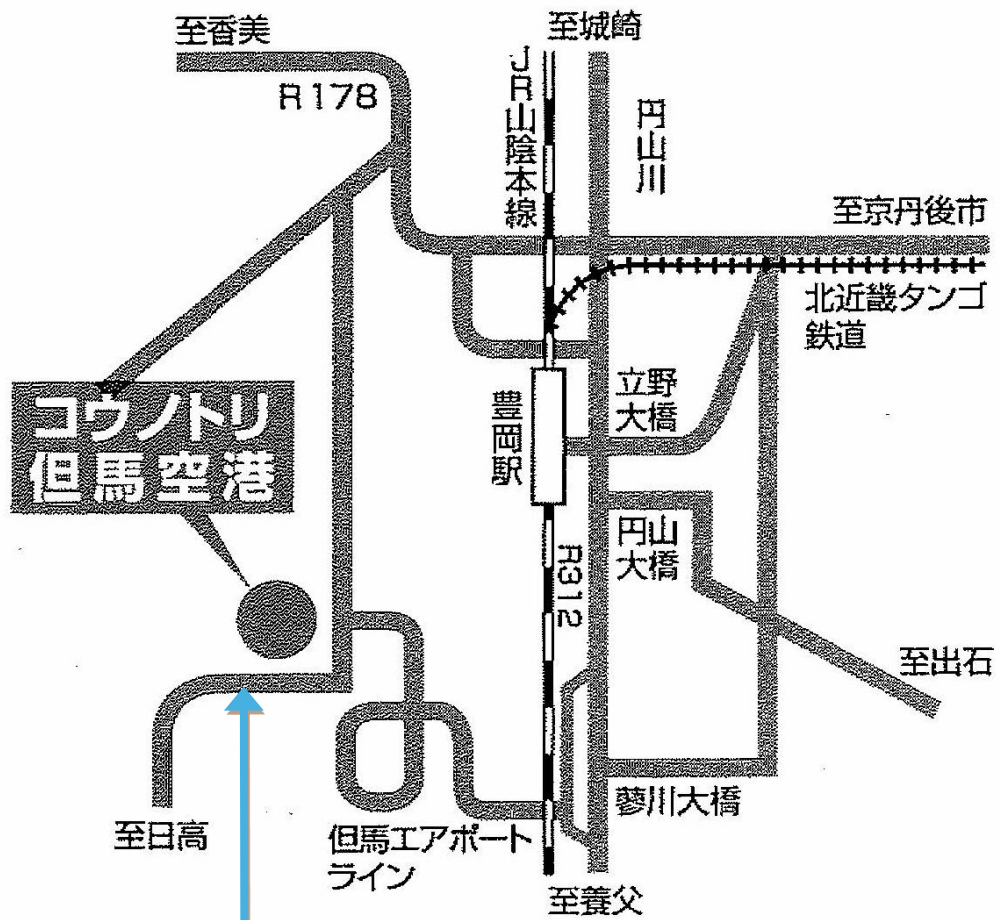 至香美
至城崎
R178
JR山陰本線
円山川
至京丹後市
北近畿タンゴ
鉄道
コウノトリ
但馬空港
豊岡駅
立野
大橋
円山
大橋
R312
至出石
蓼川大橋
至日高
但馬エアポート
ライン
至養父